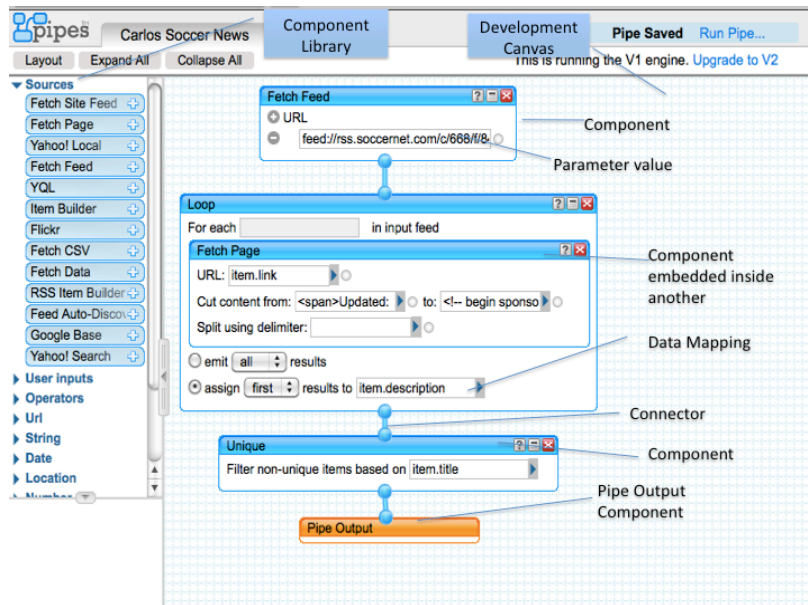 pipes
Carlos Soccer News
Component
Library
Development
Canvas
Pipe Saved Run Pipe...
Layout Expand All Collapse All
This is running the V1 engine. Upgrade to V2
Sources
Fetch Site Feed
Fetch Page
Yahoo! Local
Fetch Feed
YQL
Item Builder
Flickr
Fetch CSV
Fetch Data
RSS Item Builder
Feed Auto-Discov
Google Base
Yahoo! Search
User inputs
Operators
Url
String
Date
Location
Number
Fetch Feed
URL
feed://rss.soccernet.com/c/668/f/8
Component
Parameter value
Loop
For each in input feed
Fetch Page
URL: item.link
Cut content from: <span>Updated: to: <!-- begin sponso
Split using delimiter:
emit all results
assign first results to item.description
Component
embedded inside
another
Data Mapping
Connector
Unique
Filter non-unique items based on item.title
Component
Pipe Output
Component
Pipe Output